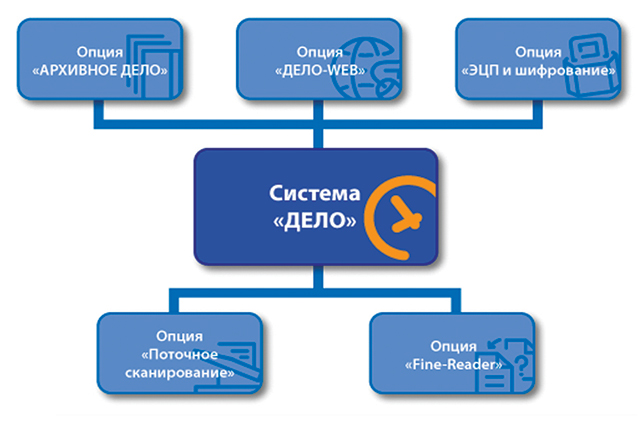 Опция
«АРХИВНОЕ ДЕЛО»
Опция
«ДЕЛО-WEB»
Опция
«ЭЦП и шифрование»
Система
«ДЕЛО»
Опция
«Поточное
сканирование»
Опция
«Fine-Reader»